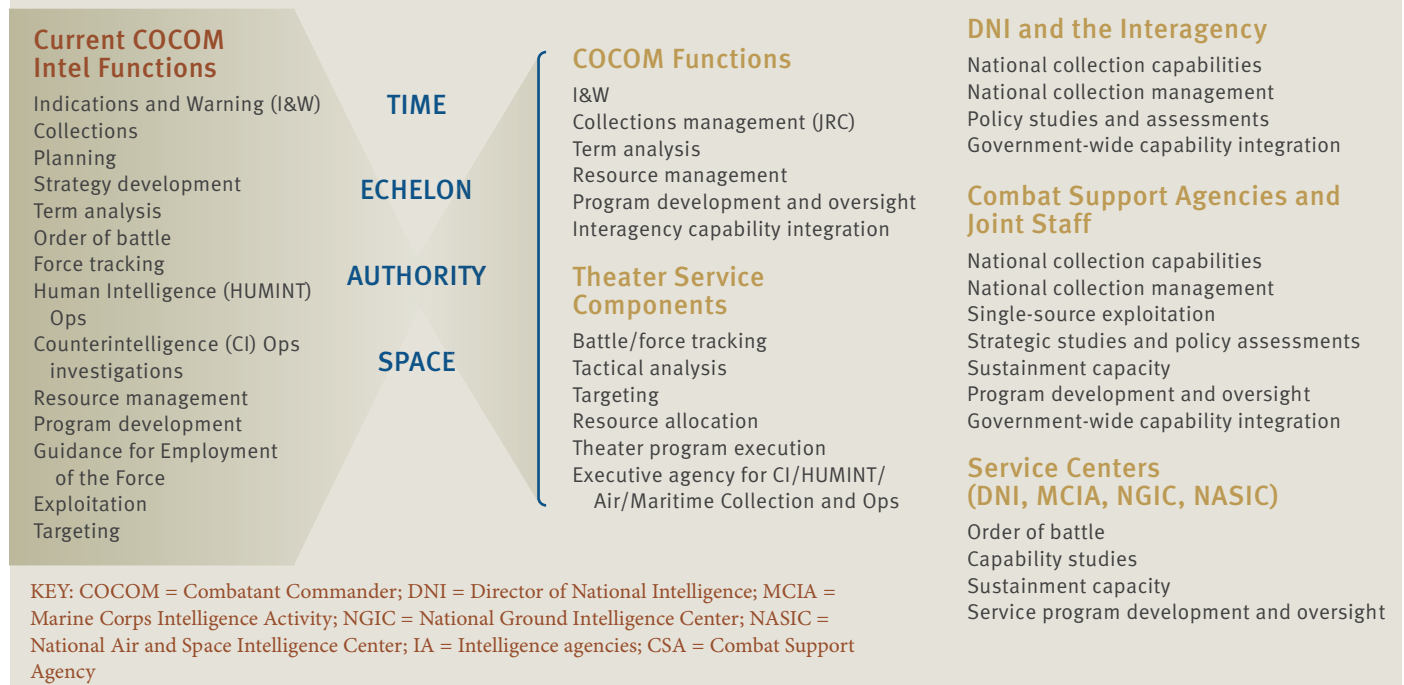 Current COCOM
Intel Functions
Indications and Warning (I&W)
Collections
Planning
Strategy development
Term analysis
Order of battle
Force tracking
Human Intelligence (HUMINT)
Ops
Counterintelligence (CI) Ops
investigations
Resource management
Program development
Guidance for Employment
of the Force
Exploitation
Targeting
TIME
ECHELON
AUTHORITY
SPACE
COCOM Functions
I&W
Collections management (JRC)
Term analysis
Resource management
Program development and oversight
Interagency capability integration
Theater Service
Components
Battle/force tracking
Tactical analysis
Targeting
Resource allocation
Theater program execution
Executive agency for CI/HUMINT/
Air/Maritime Collection and Ops
DNI and the Interagency
National collection capabilities
National collection management
Policy studies and assessments
Government-wide capability integration
Combat Support Agencies and
Joint Staff
National collection capabilities
National collection management
Single-source exploitation
Strategic studies and policy assessments
Sustainment capacity
Program development and oversight
Government-wide capability integration
Service Centers
(DNI, MCIA, NGIC, NASIC)
Order of battle
Capability studies
Sustainment capacity
Service program development and oversight
KEY: COCOM = Combatant Commander; DNI = Director of National Intelligence; MCIA =
Marine Corps Intelligence Activity; NGIC = National Ground Intelligence Center; NASIC =
National Air and Space Intelligence Center; IA = Intelligence agencies; CSA = Combat Support
Agency